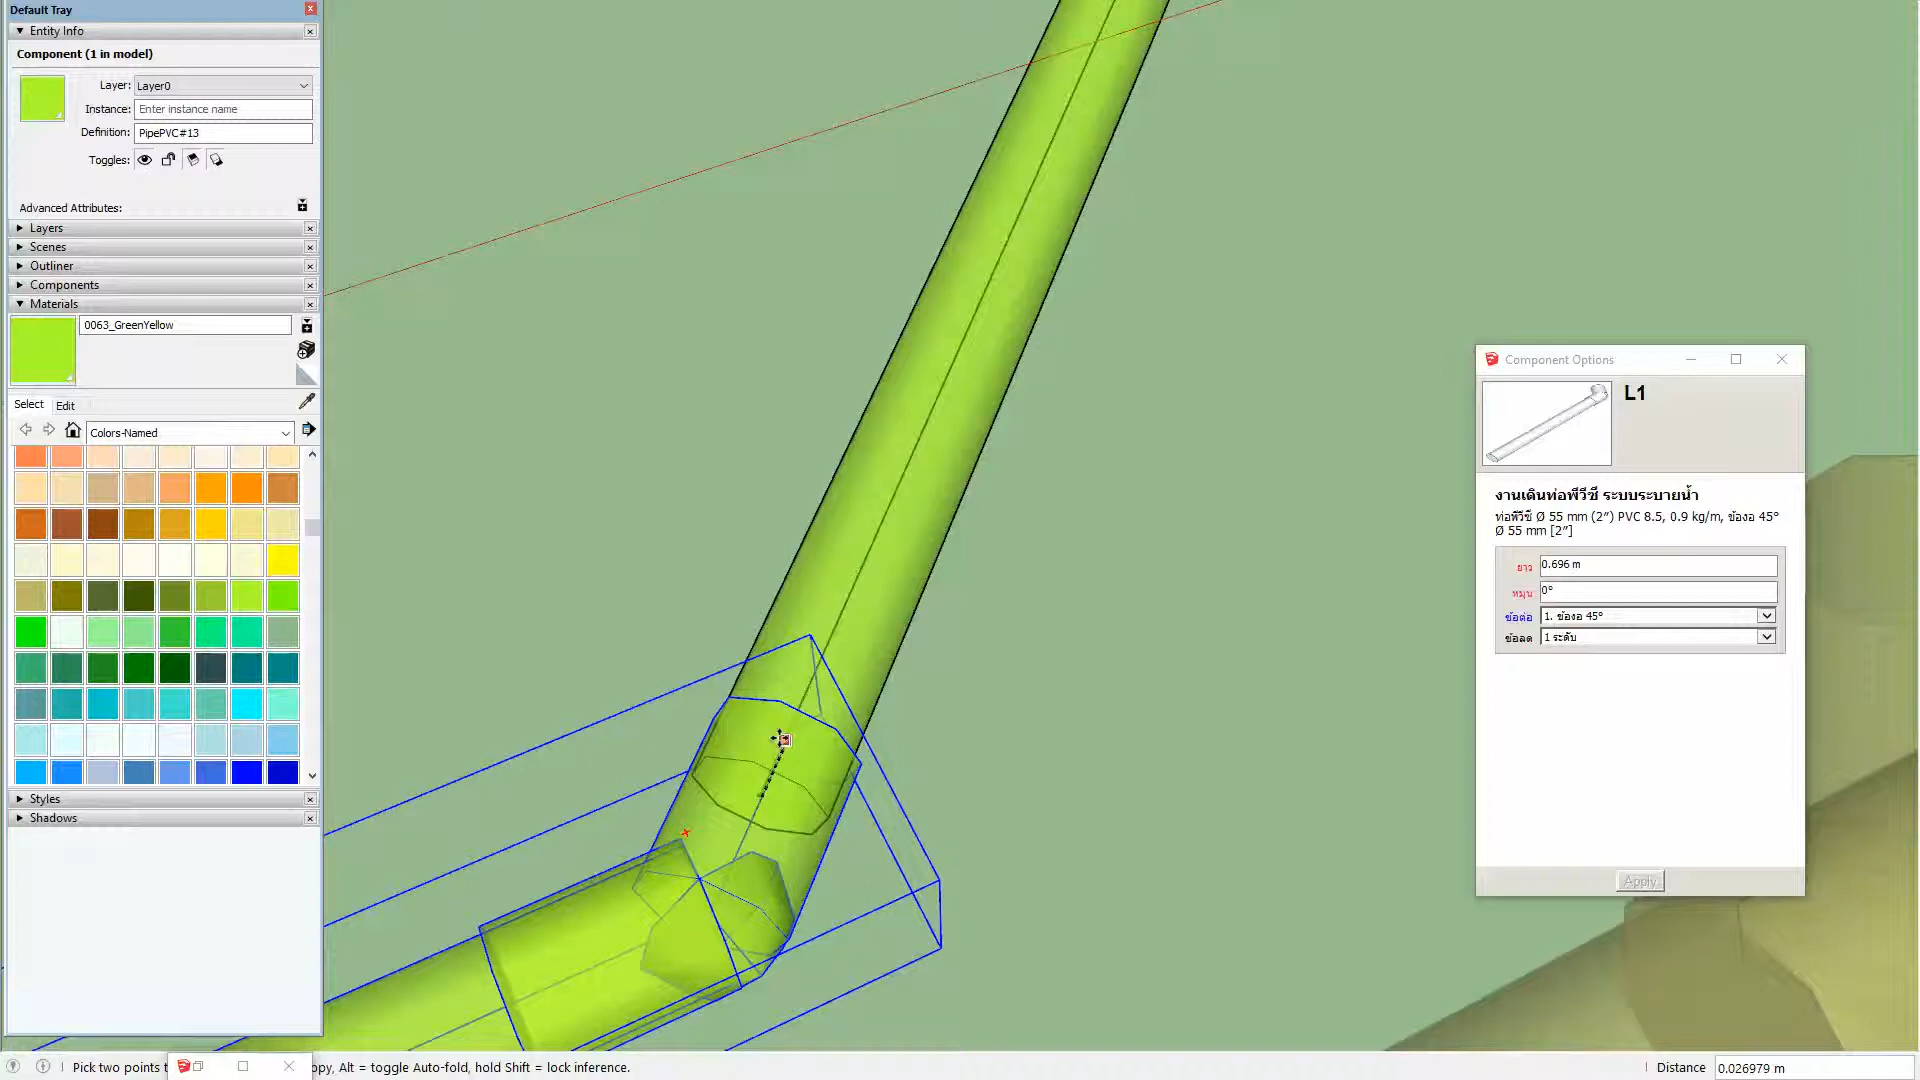 Default Tray
Entity Info
Component (1 in model)
Layer: Layer0
Instance: Enter instance name
Definition: PipePVC#13
Toggles:
Advanced Attributes:
Layers
Scenes
Outliner
Components
Materials
0063_GreenYellow
Select Edit
Colors-Named
Styles
Shadows
Component Options
L1
งานเดินท่อพีวีซี ระบบระบายน้ำ
ท่อพีวีซี Ø 55 mm (2") PVC 8.5, 0.9 kg/m, ข้องอ 45°
Ø 55 mm [2"]
ยาว 0.696 m
หมุน 0°
ข้อต่อ 1. ข้องอ 45°
ข้อลด 1 ระดับ
Apply
Pick two points t
opy, Alt = toggle Auto-fold, hold Shift = lock inference.
Distance 0.026979 m